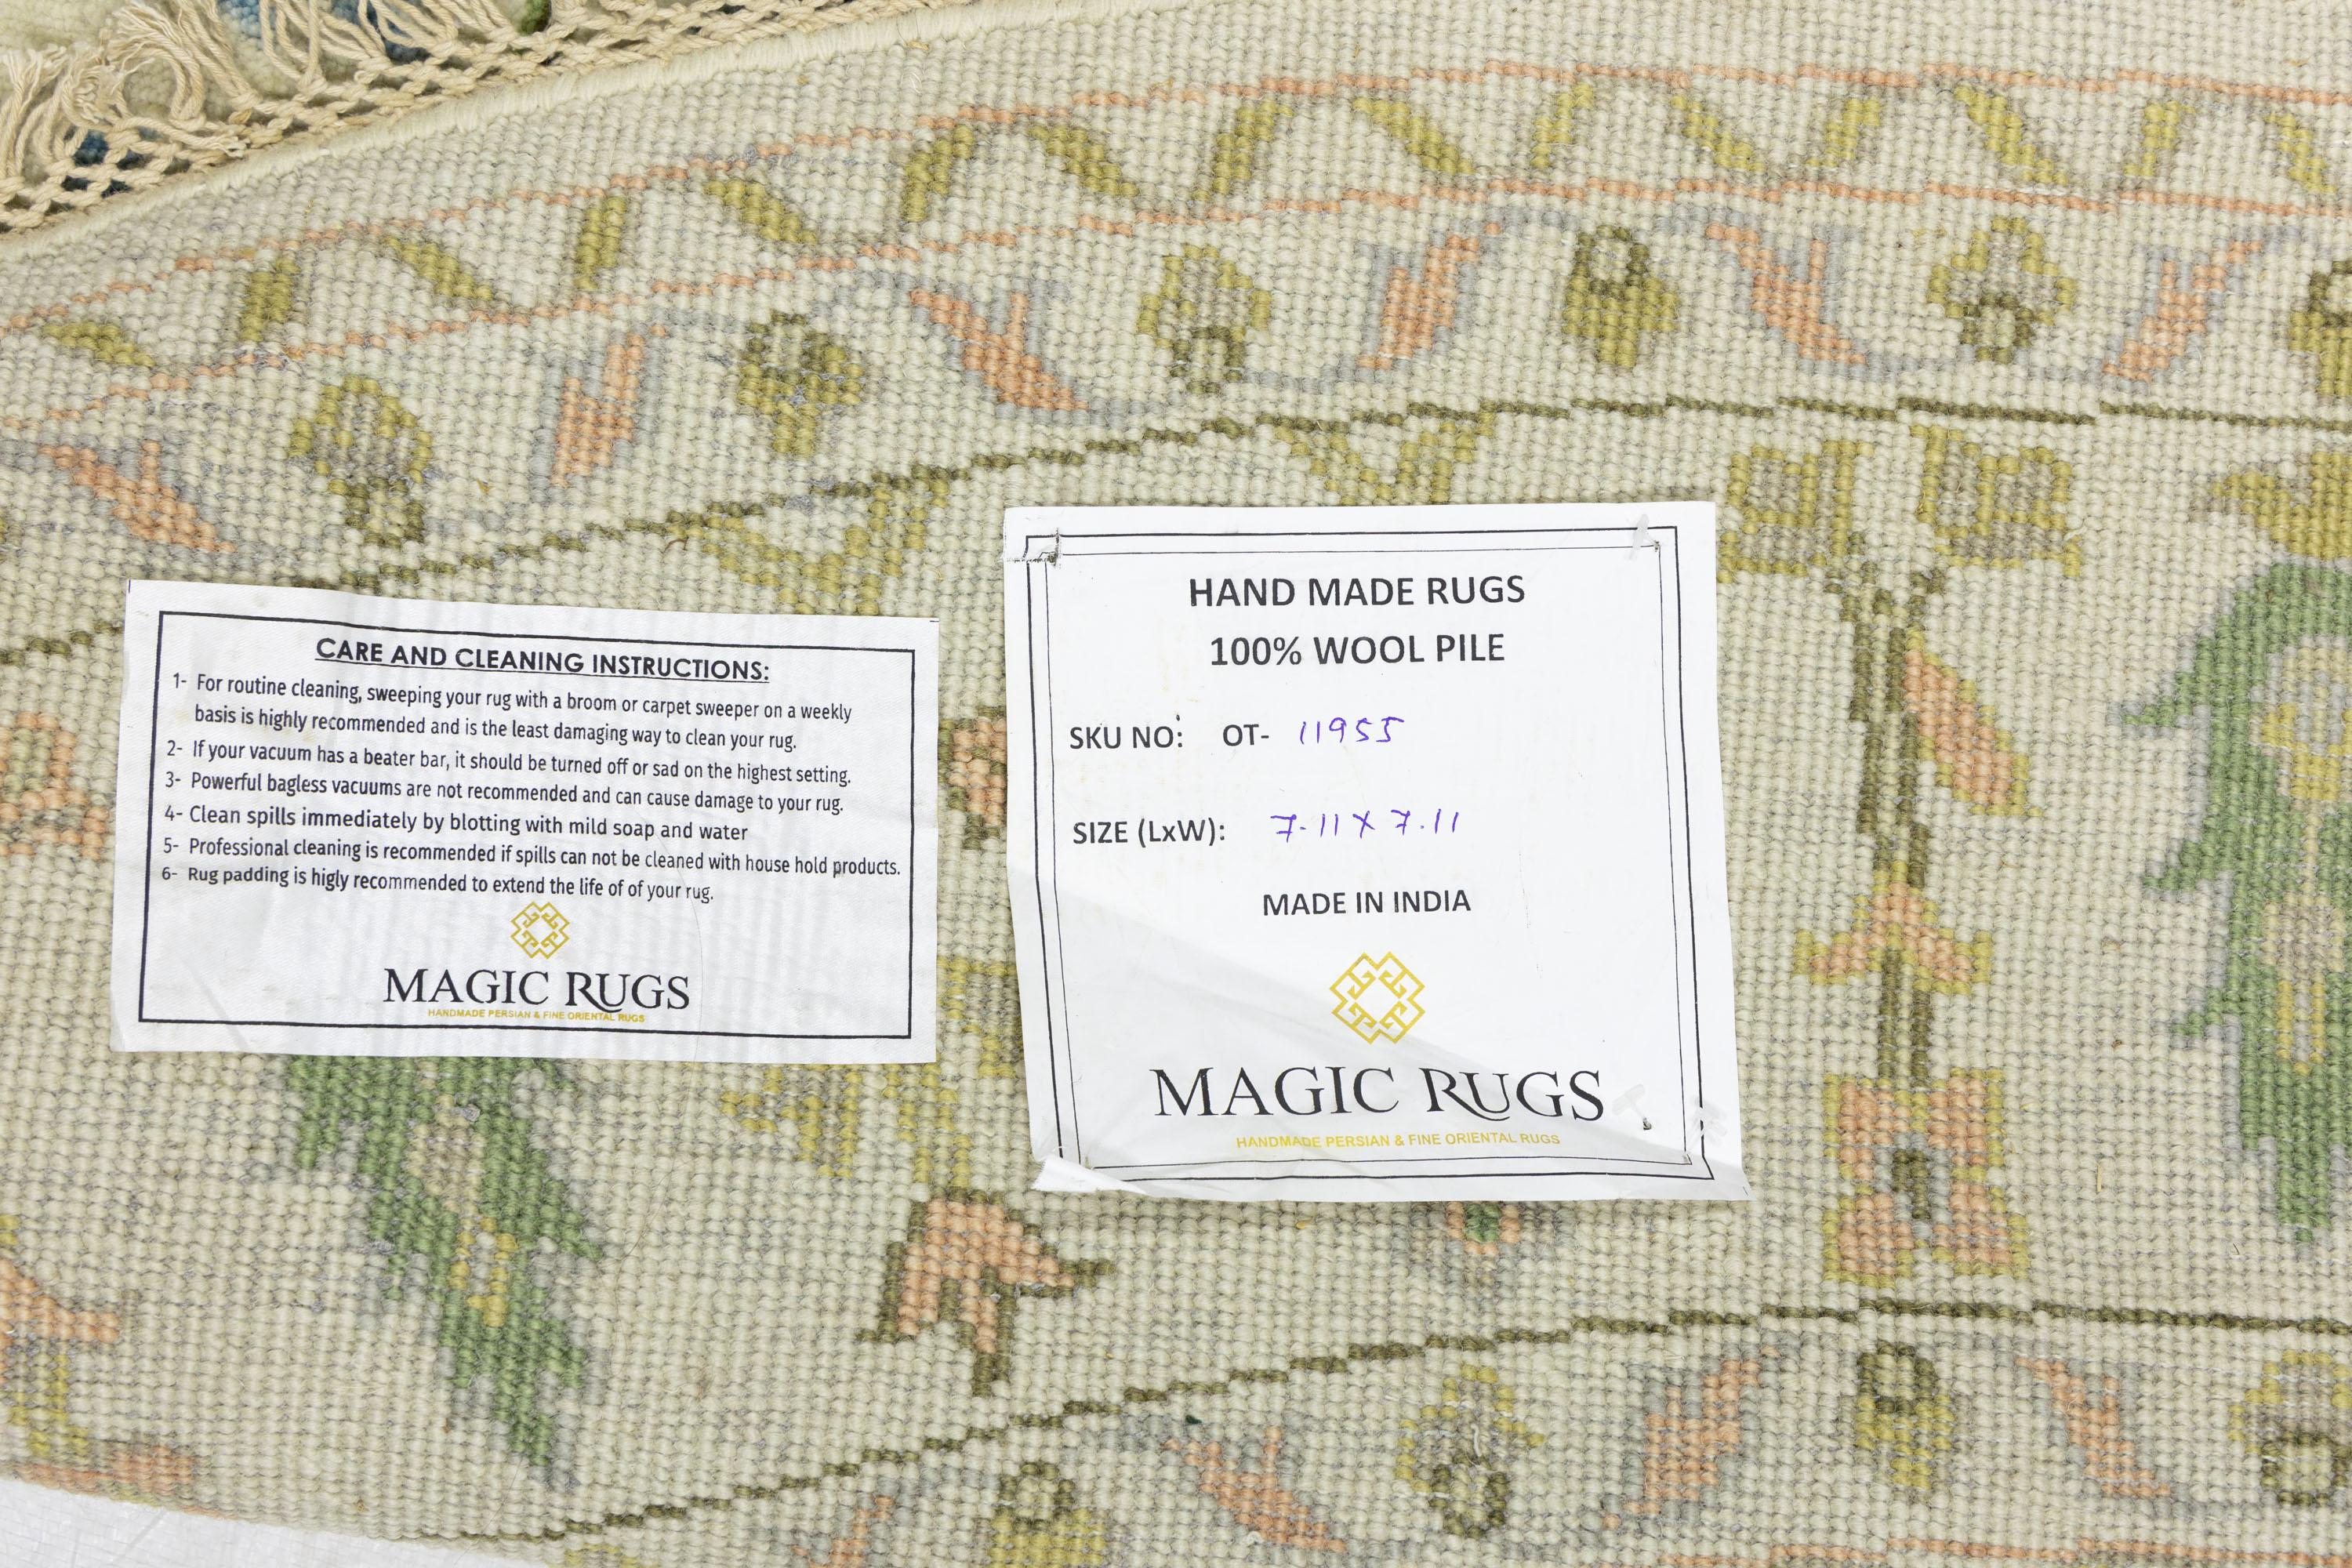 CARE AND CLEANING INSTRUCTIONS:
1- For routine cleaning, sweeping your rug with a broom or carpet sweeper on a weekly
basis is highly recommended and is the least damaging way to clean your rug.
2- If your vacuum has a beater bar, it should be turned off or sad on the highest setting.
3- Powerful bagless vacuums are not recommended and can cause damage to your rug.
4- Clean spills immediately by blotting with mild soap and water
5- Professional cleaning is recommended if spills can not be cleaned with house hold products.
6- Rug padding is higly recommended to extend the life of of your rug.
MAGIC RUGS
HANDMADE PERSIAN & FINE ORIENTAL RUGS
HAND MADE RUGS
100% WOOL PILE
SKU NO: OT- 11955
SIZE (LxW): 7.11 X 7.11
MADE IN INDIA
MAGIC RUGS
HANDMADE PERSIAN & FINE ORIENTAL RUGS